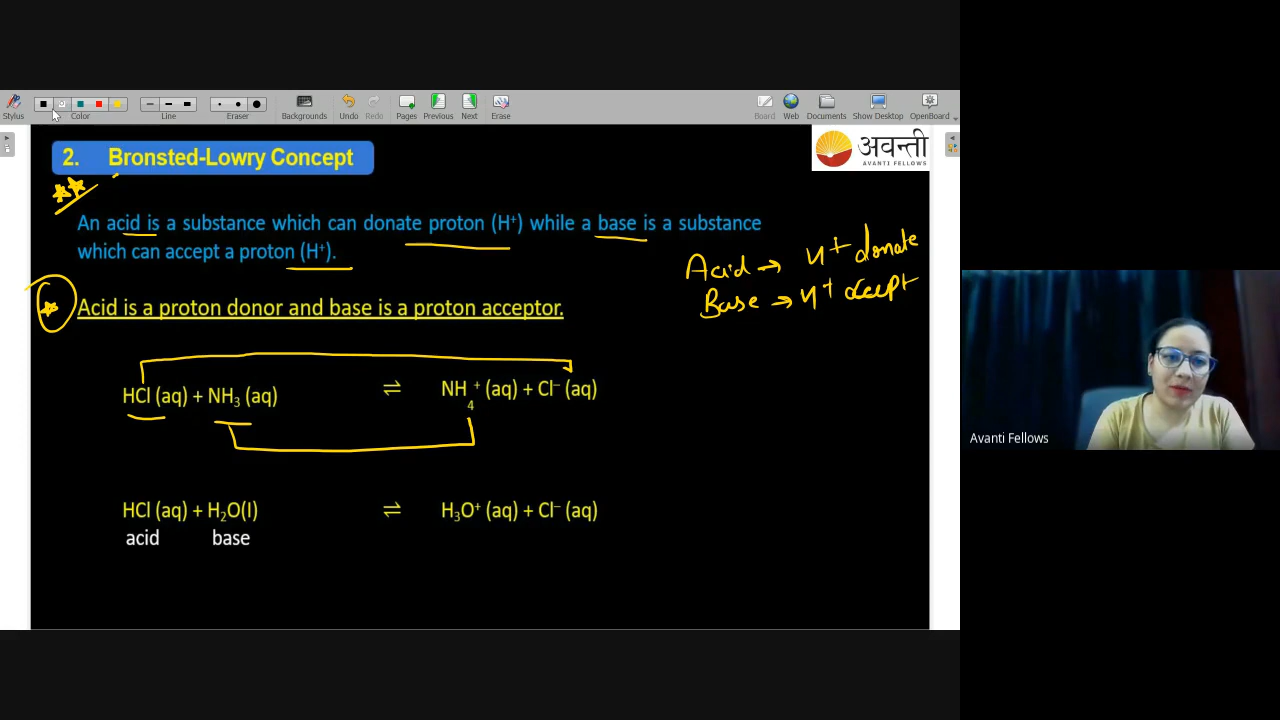 Stylus
Color
Line
Eraser
Backgrounds
Undo
Redo
Pages
Previous
Next
Erase
Board
Web
Documents
Show Desktop
OpenBoard
2. Bronsted-Lowry Concept
अवन्ती
AVANTI FELLOWS
An acid is a substance which can donate proton (H⁺) while a base is a substance
which can accept a proton (H⁺).
Acid → H+ donate
Base → H+ accept
Acid is a proton donor and base is a proton acceptor.
HCl (aq) + NH₃ (aq) ⇌ NH₄⁺ (aq) + Cl⁻ (aq)
HCl (aq) + H₂O(l) ⇌ H₃O⁺ (aq) + Cl⁻ (aq)
acid base
Avanti Fellows